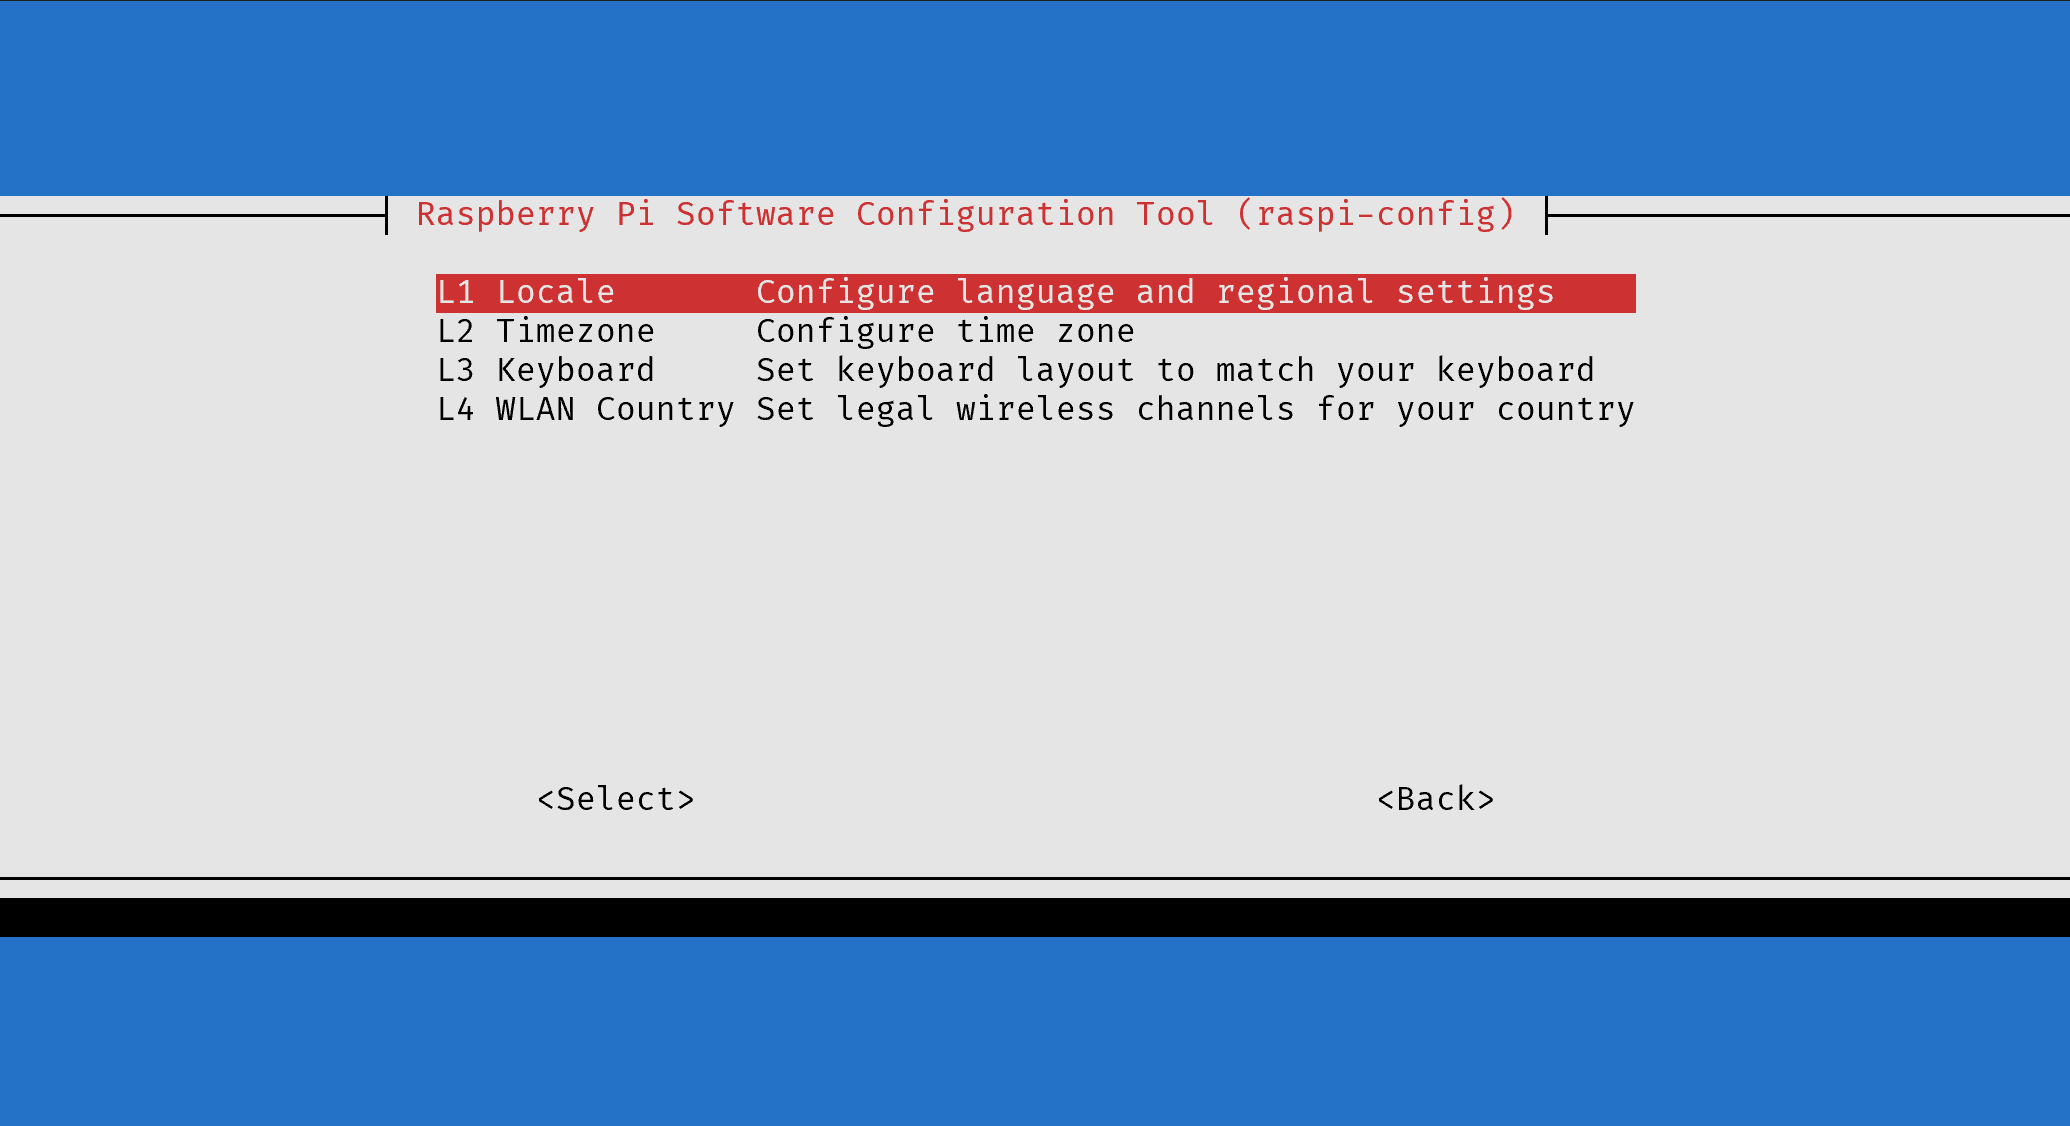 Raspberry Pi Software Configuration Tool (raspi-config)
L1 Locale       Configure language and regional settings
L2 Timezone     Configure time zone
L3 Keyboard     Set keyboard layout to match your keyboard
L4 WLAN Country Set legal wireless channels for your country
<Select>                                  <Back>